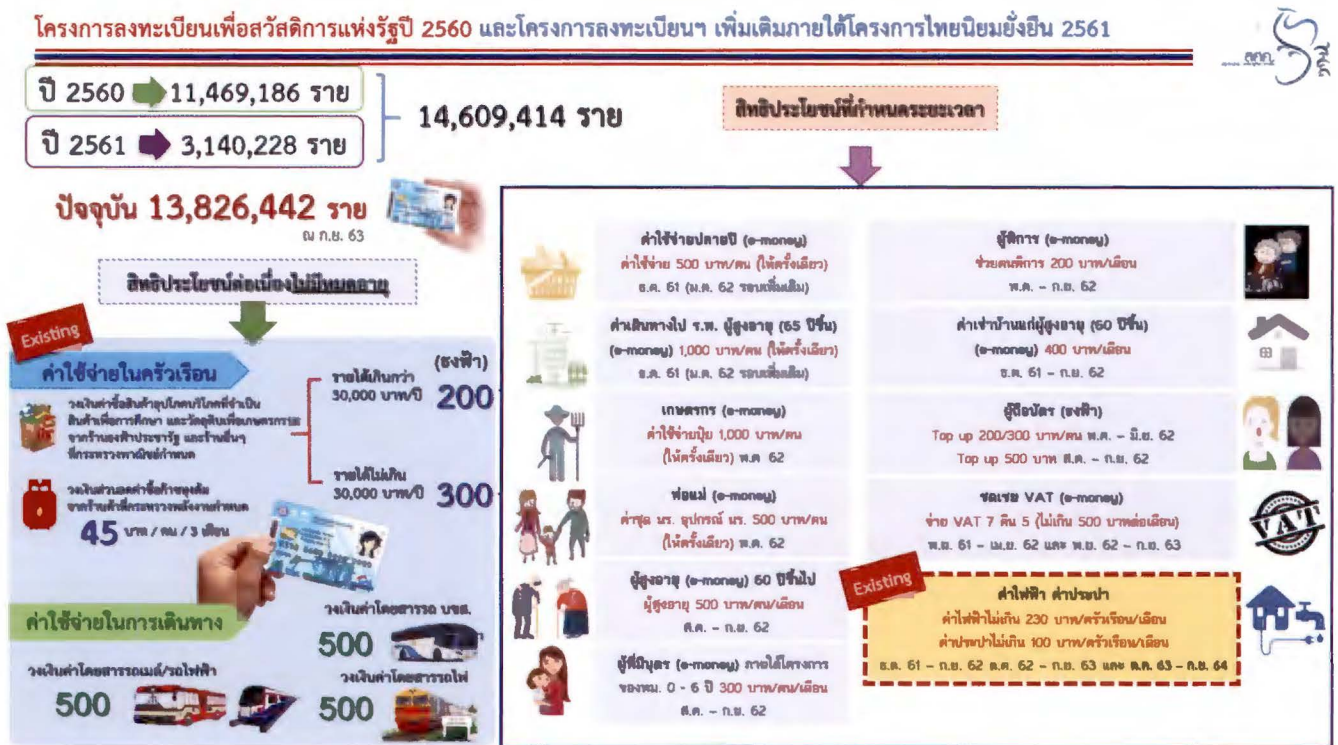 โครงการลงทะเบียนเพื่อสวัสดิการแห่งรัฐปี 2560 และโครงการลงทะเบียนฯ เพิ่มเติมภายใต้โครงการไทยนิยมยั่งยืน 2561
สคก.
ปี 2560 11,469,186 ราย
ปี 2561 3,140,228 ราย
14,609,414 ราย
ปัจจุบัน 13,826,442 ราย
ณ ก.ย. 63
สิทธิประโยชน์ต่อเนื่องไม่มีหมดอายุ
Existing
ค่าใช้จ่ายในครัวเรือน
วงเงินค่าซื้อสินค้าอุปโภคบริโภคที่จำเป็น
สินค้าเพื่อการศึกษา และวัตถุดิบเพื่อเกษตรกรรม
จากร้านธงฟ้าประชารัฐ และร้านอื่นๆ
ที่กระทรวงพาณิชย์กำหนด
รายได้เกินกว่า
30,000 บาท/ปี
(ธงฟ้า)
200
รายได้ไม่เกิน
30,000 บาท/ปี
300
วงเงินส่วนลดค่าซื้อก๊าซหุงต้ม
จากร้านค้าที่กระทรวงพลังงานกำหนด
45 บาท / คน / 3 เดือน
ค่าใช้จ่ายในการเดินทาง
วงเงินค่าโดยสารรถ บขส.
500
วงเงินค่าโดยสารรถเมล์/รถไฟฟ้า
500
วงเงินค่าโดยสารรถไฟ
500
สิทธิประโยชน์ที่กำหนดระยะเวลา
ค่าใช้จ่ายปลายปี (e-money)
ค่าใช้จ่าย 500 บาท/คน (ให้ครั้งเดียว)
ธ.ค. 61 (ม.ค. 62 รอบเพิ่มเติม)
ค่าเดินทางไป ร.พ. ผู้สูงอายุ (65 ปีขึ้น)
(e-money) 1,000 บาท/คน (ให้ครั้งเดียว)
ธ.ค. 61 (ม.ค. 62 รอบเพิ่มเติม)
เกษตรกร (e-money)
ค่าใช้จ่ายปุ๋ย 1,000 บาท/คน
(ให้ครั้งเดียว) พ.ค 62
พ่อแม่ (e-money)
ค่าชุด นร. อุปกรณ์ นร. 500 บาท/คน
(ให้ครั้งเดียว) พ.ค. 62
ผู้สูงอายุ (e-money) 60 ปีขึ้นไป
ผู้สูงอายุ 500 บาท/คน/เดือน
ส.ค. – ก.ย. 62
ผู้ที่มีบุตร (e-money) ภายใต้โครงการ
ของพม. 0 - 6 ปี 300 บาท/คน/เดือน
ส.ค. – ก.ย. 62
ผู้พิการ (e-money)
ช่วยคนพิการ 200 บาท/เดือน
พ.ค. – ก.ย. 62
ค่าเช่าบ้านแก่ผู้สูงอายุ (60 ปีขึ้น)
(e-money) 400 บาท/เดือน
ธ.ค. 61 – ก.ย. 62
ผู้ถือบัตร (ธงฟ้า)
Top up 200/300 บาท/คน พ.ค. – มิ.ย. 62
Top up 500 บาท ส.ค. – ก.ย. 62
ชดเชย VAT (e-money)
จ่าย VAT 7 คืน 5 (ไม่เกิน 500 บาทต่อเดือน)
พ.ย. 61 – เม.ย. 62 และ พ.ย. 62 – ก.ย. 63
VAT
Existing
ค่าไฟฟ้า ค่าประปา
ค่าไฟฟ้าไม่เกิน 230 บาท/ครัวเรือน/เดือน
ค่าประปาไม่เกิน 100 บาท/ครัวเรือน/เดือน
ธ.ค. 61 – ก.ย. 62 ต.ค. 62 – ก.ย. 63 และ ต.ค. 63 – ก.ย. 64